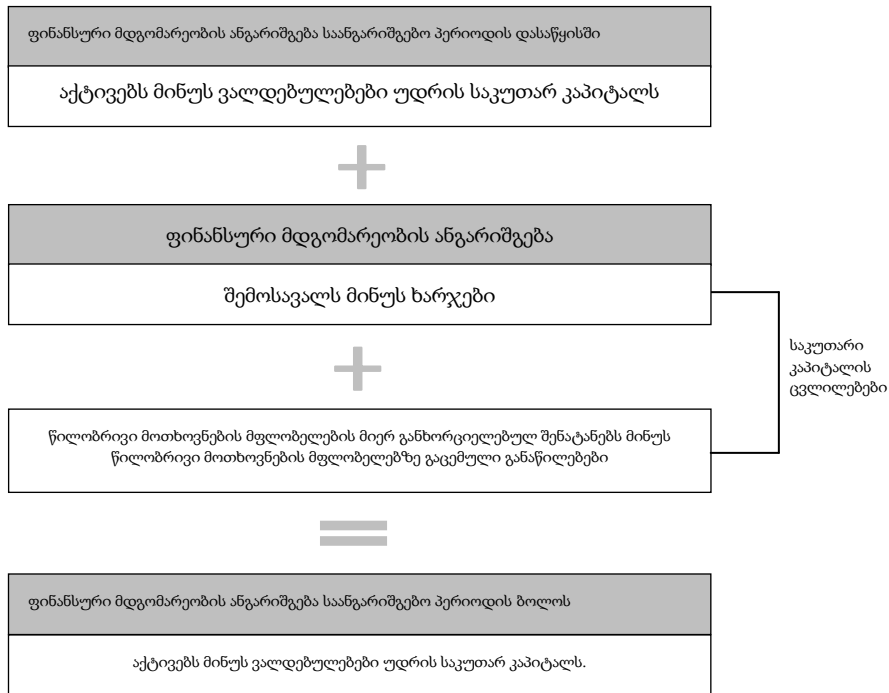 ფინანსური მდგომარეობის ანგარიშგება საანგარიშგებო პერიოდის დასაწყისში
აქტივებს მინუს ვალდებულებები უდრის საკუთარ კაპიტალს
+
ფინანსური მდგომარეობის ანგარიშგება
შემოსავალს მინუს ხარჯები
+
წილობრივი მოთხოვნების მფლობელების მიერ განხორციელებულ შენატანებს მინუს
წილობრივი მოთხოვნების მფლობელებზე გაცემული განაწილებები
საკუთარი
კაპიტალის
ცვლილებები
=
ფინანსური მდგომარეობის ანგარიშგება საანგარიშგებო პერიოდის ბოლოს
აქტივებს მინუს ვალდებულებები უდრის საკუთარ კაპიტალს.